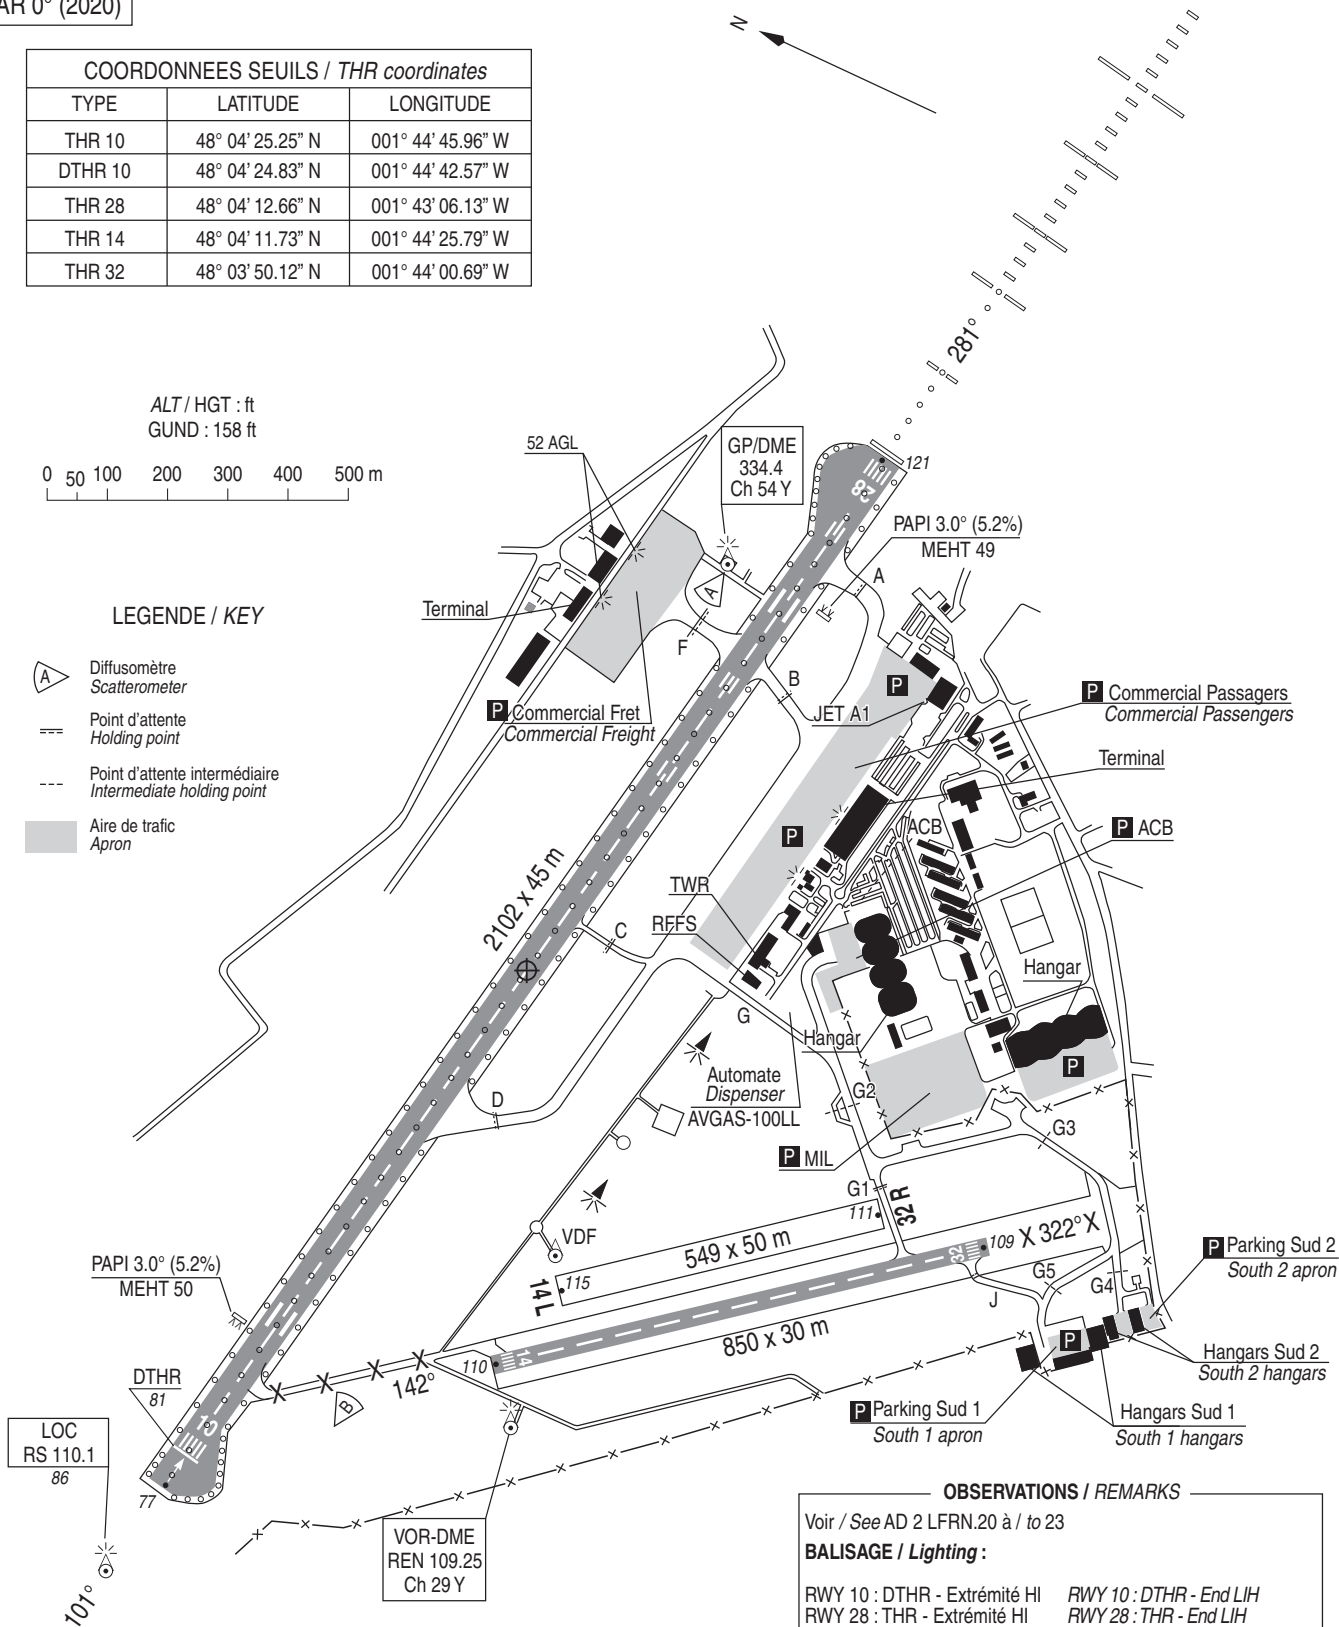 AR 0° (2020)
N
COORDONNEES SEUILS / THR coordinates
TYPE LATITUDE LONGITUDE
THR 10 48° 04’ 25.25” N 001° 44’ 45.96” W
DTHR 10 48° 04’ 24.83” N 001° 44’ 42.57” W
THR 28 48° 04’ 12.66” N 001° 43’ 06.13” W
THR 14 48° 04’ 11.73” N 001° 44’ 25.79” W
THR 32 48° 03’ 50.12” N 001° 44’ 00.69” W
281°
ALT / HGT : ft
GUND : 158 ft
0 50 100 200 300 400 500 m
52 AGL
GP/DME
334.4
Ch 54 Y
121
28
PAPI 3.0° (5.2%)
MEHT 49
A
A
LEGENDE / KEY
Terminal
F
A
Diffusomètre
Scatterometer
Point d’attente
Holding point
Point d’attente intermédiaire
Intermediate holding point
Aire de trafic
Apron
B
P
JET A1
P Commercial Fret
Commercial Freight
P Commercial Passagers
Commercial Passengers
Terminal
P
ACB
P ACB
2102 x 45 m
TWR
RFFS
C
Hangar
G
Hangar
Automate
Dispenser
AVGAS-100LL
P
D
G2
G3
P MIL
G1
32 R
111
VDF
549 x 50 m
109
X 322° X
32
115
14 L
G5
G4
J
P Parking Sud 2
South 2 apron
PAPI 3.0° (5.2%)
MEHT 50
850 x 30 m
110
14
P
Hangars Sud 2
South 2 hangars
DTHR
81
142°
B
10
P Parking Sud 1
South 1 apron
Hangars Sud 1
South 1 hangars
LOC
RS 110.1
86
77
101°
VOR-DME
REN 109.25
Ch 29 Y
OBSERVATIONS / REMARKS
Voir / See AD 2 LFRN.20 à / to 23
BALISAGE / Lighting :
RWY 10 : DTHR - Extrémité HI RWY 10 : DTHR - End LIH
RWY 28 : THR - Extrémité HI RWY 28 : THR - End LIH